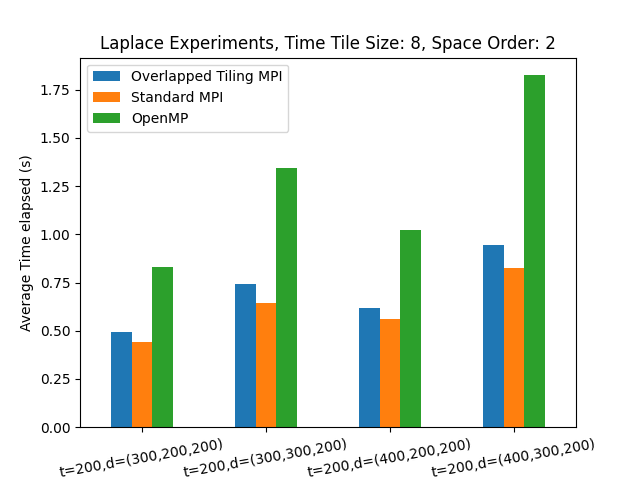 Laplace Experiments, Time Tile Size: 8, Space Order: 2
Overlapped Tiling MPI
Standard MPI
OpenMP
Average Time elapsed (s)
1.75
1.50
1.25
1.00
0.75
0.50
0.25
0.00
t=200,d=(300,200,200)
t=200,d=(300,300,200)
t=200,d=(400,200,200)
t=200,d=(400,300,200)